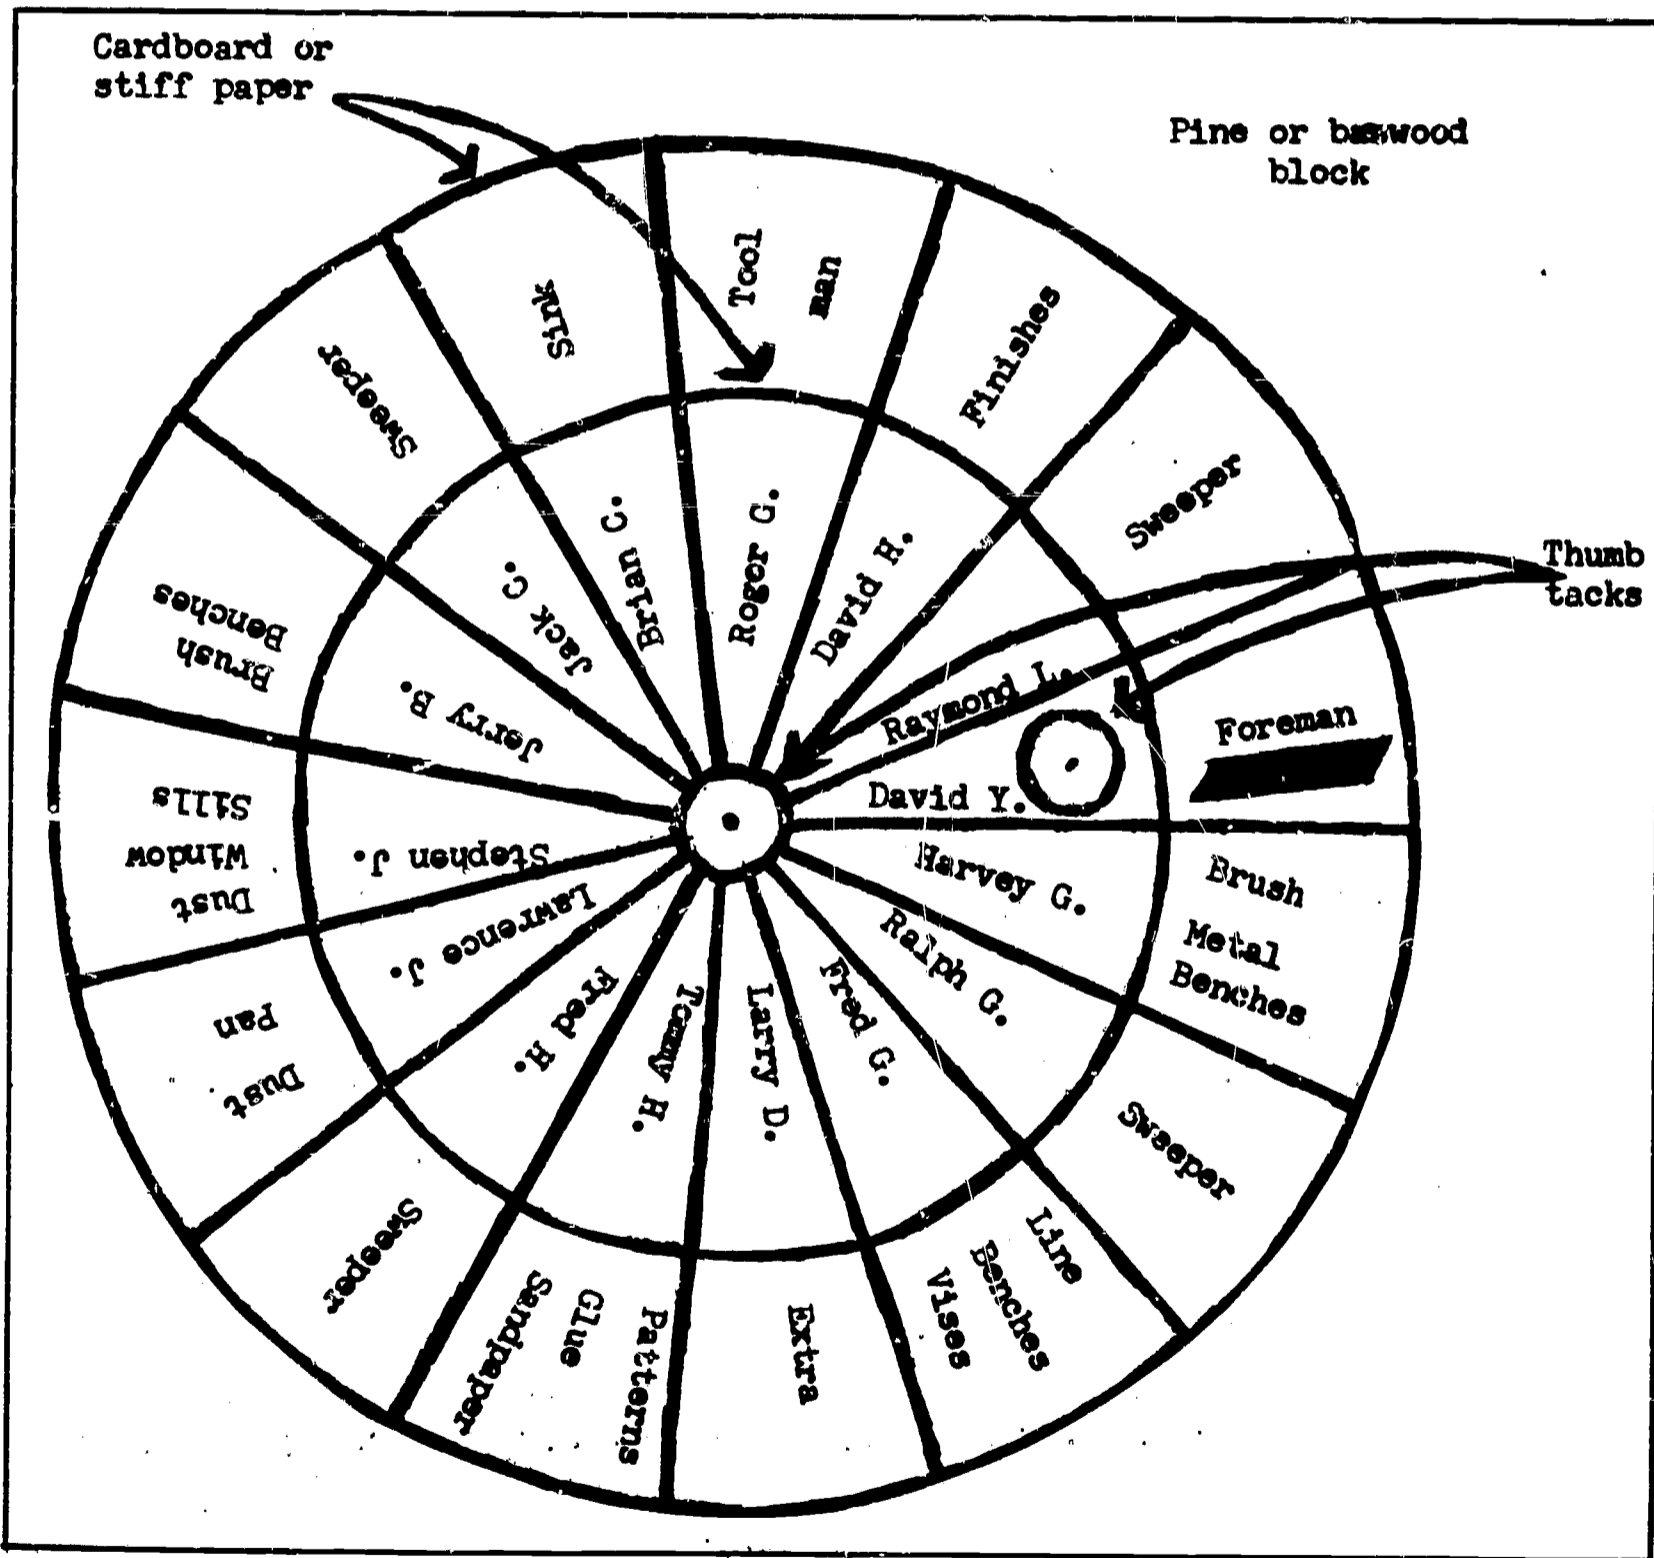 Cardboard or
stiff paper
Pine or basswood
block
Thumb
tacks
Tool
man
Finishes
Sweeper
Foreman
Brush
Metal
Benches
Sweeper
Line
Benches
Vises
Extra
Patterns
Glue
Sandpaper
Sweeper
Dust
Pan
Dust
Window
Sills
Brush
Benches
Sweeper
Sink
Roger G.
David H.
Raymond L.
David Y.
Harvey G.
Ralph G.
Fred G.
Larry D.
Tommy H.
Fred H.
Lawrence J.
Stephen J.
Jerry B.
Jack C.
Brian C.